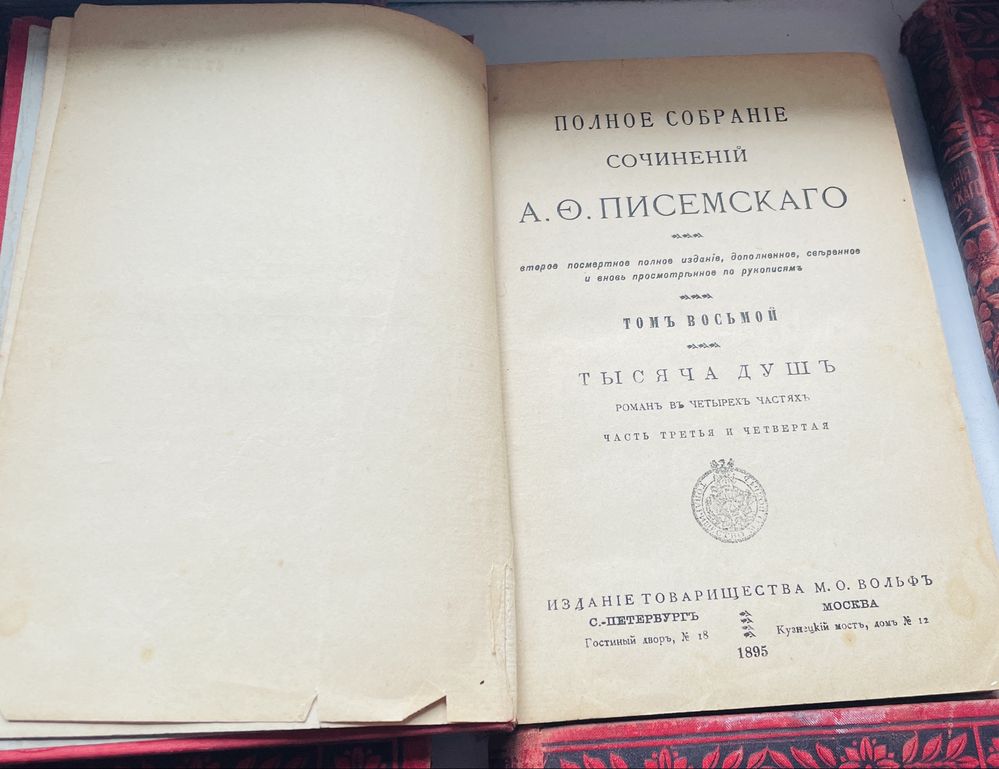 ПОЛНОЕ СОБРАНІЕ
СОЧИНЕНІЙ
А. Ѳ. ПИСЕМСКАГО
второе посмертное полное изданіе, дополненное, свѣренное
и вновь просмотрѣнное по рукописямъ
ТОМЪ ВОСЬМОЙ
ТЫСЯЧА ДУШЪ
РОМАНЪ ВЪ ЧЕТЫРЕХЪ ЧАСТЯХЪ
ЧАСТЬ ТРЕТЬЯ И ЧЕТВЕРТАЯ
ИЗДАНІЕ ТОВАРИЩЕСТВА М. О. ВОЛЬФЪ
С.-ПЕТЕРБУРГЪ
Гостиный дворъ, № 18
МОСКВА
Кузнецкій мостъ, домъ № 12
1895